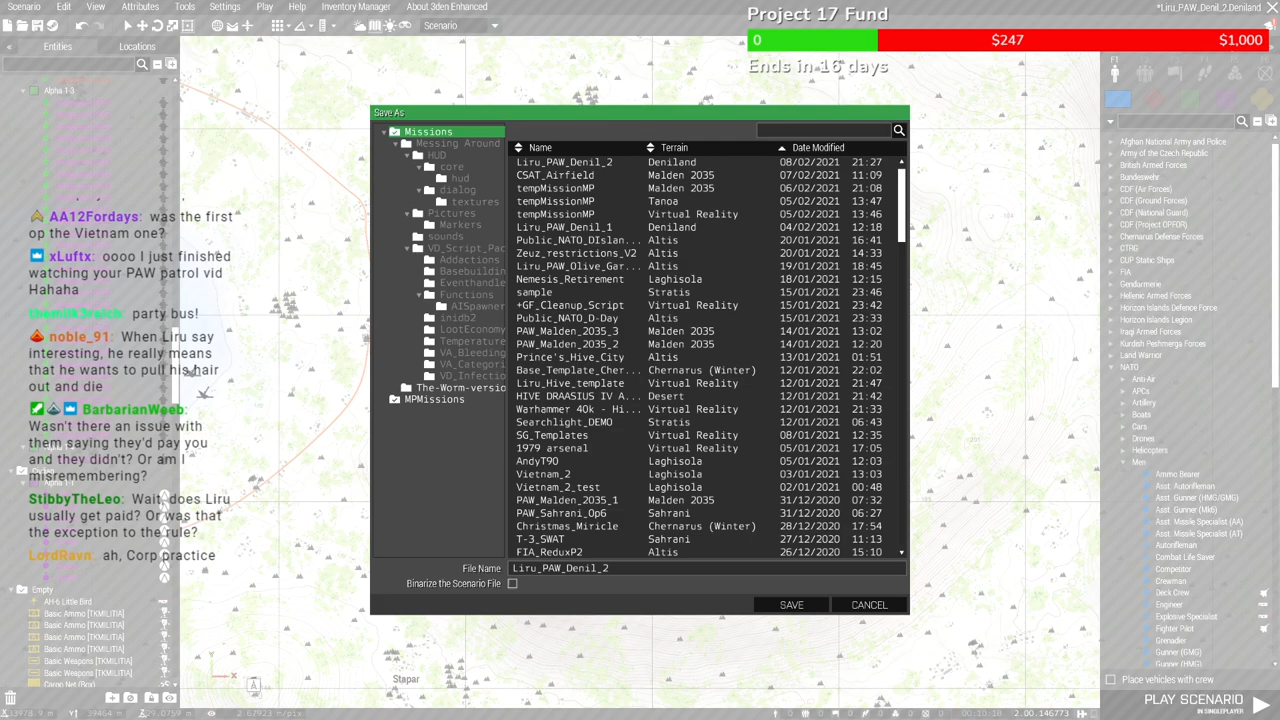 Scenario Edit View Attributes Tools Settings Play Help Inventory Manager About 3den Enhanced
*Liru_PAW_Denil_2.Deniland
Scenario
Project 17 Fund
0 $247 $1,000
Ends in 16 days
Entities Locations
Alpha 1-3
AA12Fordays: was the first
op the Vietnam one?
xLuftx: oooo I just finished
watching your PAW patrol vid
Hahaha
party bus!
noble_91: When Liru say
interesting, he really means
that he wants to pull his hair
out and die
BarbarianWeeb:
Wasn't there an issue with
them saying they'd pay you
and they didn't? Or am I
misremembering?
StibbyTheLeo: Wait, does Liru
usually get paid? Or was that
the exception to the rule?
LordRavn: ah, Corp practice
Empty
AH-6 Little Bird
Basic Ammo [TKMILITIA]
Basic Ammo [TKMILITIA]
Basic Ammo [TKMILITIA]
Basic Ammo [TKMILITIA]
Basic Weapons [TKMILITIA]
Basic Weapons [TKMILITIA]
Cargo Net (Box)
Save As
Missions
Messing Around
HUD
core
hud
dialog
textures
Pictures
Markers
sounds
VD_Script_Pac
Addactions
Basebuildin
Eventhandle
Functions
AISpawner
inidb2
LootEconomy
Temperature
VA_Bleeding
VA_Categori
VD_Infectio
The-Worm-versio
MPMissions
Name Terrain Date Modified
Liru_PAW_Denil_2 Deniland 08/02/2021 21:27
CSAT_Airfield Malden 2035 07/02/2021 11:09
tempMissionMP Malden 2035 06/02/2021 21:08
tempMissionMP Tanoa 05/02/2021 13:47
tempMissionMP Virtual Reality 05/02/2021 13:46
Liru_PAW_Denil_1 Deniland 04/02/2021 12:18
Public_NATO_DIslan... Altis 20/01/2021 16:41
Zeuz_restrictions_V2 Altis 20/01/2021 14:33
Liru_PAW_Olive_Gar... Altis 19/01/2021 18:45
Nemesis_Retirement Laghisola 18/01/2021 12:15
sample Stratis 15/01/2021 23:46
+GF_Cleanup_Script Virtual Reality 15/01/2021 23:42
Public_NATO_D-Day Altis 15/01/2021 23:33
PAW_Malden_2035_3 Malden 2035 14/01/2021 13:02
PAW_Malden_2035_2 Malden 2035 14/01/2021 12:20
Prince's_Hive_City Altis 13/01/2021 01:51
Base_Template_Cher... Chernarus (Winter) 12/01/2021 22:02
Liru_Hive_template Virtual Reality 12/01/2021 21:47
HIVE DRAASIUS IV A... Desert 12/01/2021 21:42
Warhammer 40k - Hi... Virtual Reality 12/01/2021 21:33
Searchlight_DEMO Stratis 12/01/2021 06:43
SG_Templates Virtual Reality 08/01/2021 12:35
1979 arsenal Virtual Reality 05/01/2021 17:05
AndyT90 Laghisola 05/01/2021 12:03
Vietnam_2 Laghisola 03/01/2021 13:03
Vietnam_2_test Laghisola 02/01/2021 00:48
PAW_Malden_2035_1 Malden 2035 31/12/2020 07:32
PAW_Sahrani_Op6 Sahrani 31/12/2020 06:27
Christmas_Miricle Chernarus (Winter) 28/12/2020 17:54
T-3_SWAT Sahrani 27/12/2020 11:13
FIA_ReduxP2 Altis 26/12/2020 15:10
File Name Liru_PAW_Denil_2
Binarize the Scenario File
SAVE CANCEL
Stapar
F1
Afghan National Army and Police
Army of the Czech Republic
British Armed Forces
Bundeswehr
CDF (Air Forces)
CDF (Ground Forces)
CDF (National Guard)
CDF (Project OPFOR)
Chernarus Defense Forces
CTRG
CUP Static Ships
FIA
Gendarmerie
Hellenic Armed Forces
Horizon Islands Defence Force
Horizon Islands Legion
Iraqi Armed Forces
Kurdish Peshmerga Forces
Land Warrior
NATO
Anti-Air
APCs
Artillery
Boats
Cars
Drones
Helicopters
Men
Ammo Bearer
Asst. Autorifleman
Asst. Gunner (HMG/GMG)
Asst. Gunner (Mk6)
Asst. Missile Specialist (AA)
Asst. Missile Specialist (AT)
Autorifleman
Combat Life Saver
Competitor
Crewman
Deck Crew
Engineer
Explosive Specialist
Fighter Pilot
Grenadier
Gunner (GMG)
Gunner (HMG)
Place vehicles with crew
PLAY SCENARIO
IN SINGLEPLAYER
2.00.146773